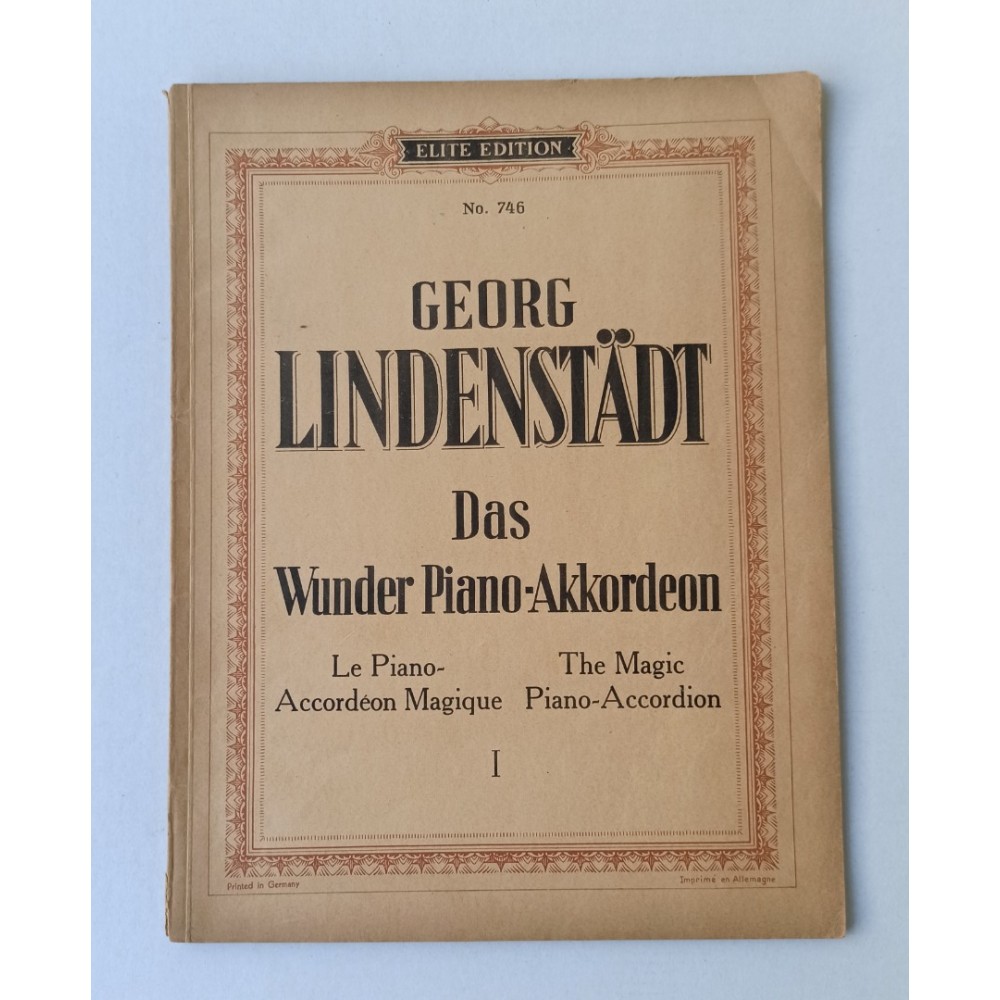 ELITE EDITION
No. 746
GEORG
LINDENSTÄDT
Das
Wunder Piano-Akkordeon
Le Piano-
Accordéon Magique
The Magic
Piano-Accordion
I
Printed in Germany
Imprimé en Allemagne